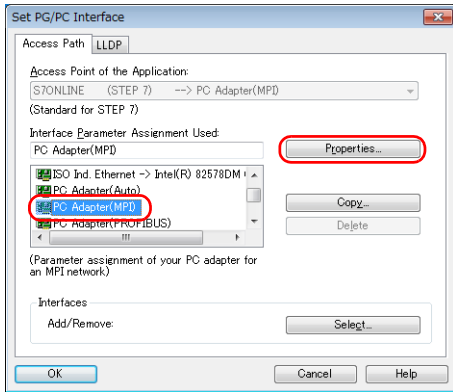 Set PG/PC Interface
Access Path LLDP
Access Point of the Application:
S7ONLINE (STEP 7) --> PC Adapter(MPI)
(Standard for STEP 7)
Interface Parameter Assignment Used:
PC Adapter(MPI)
Properties...
ISO Ind. Ethernet -> Intel(R) 82578DM
PC Adapter(Auto)
PC Adapter(MPI)
Copy...
PC Adapter(PROFIBUS)
Delete
(Parameter assignment of your PC adapter for
an MPI network)
Interfaces
Add/Remove:
Select...
OK Cancel Help